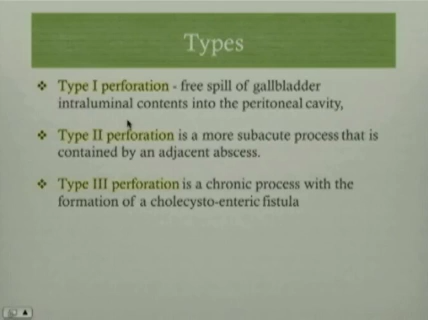 Types
❖ Type I perforation - free spill of gallbladder
intraluminal contents into the peritoneal cavity,
❖ Type II perforation is a more subacute process that is
contained by an adjacent abscess.
❖ Type III perforation is a chronic process with the
formation of a cholecysto-enteric fistula